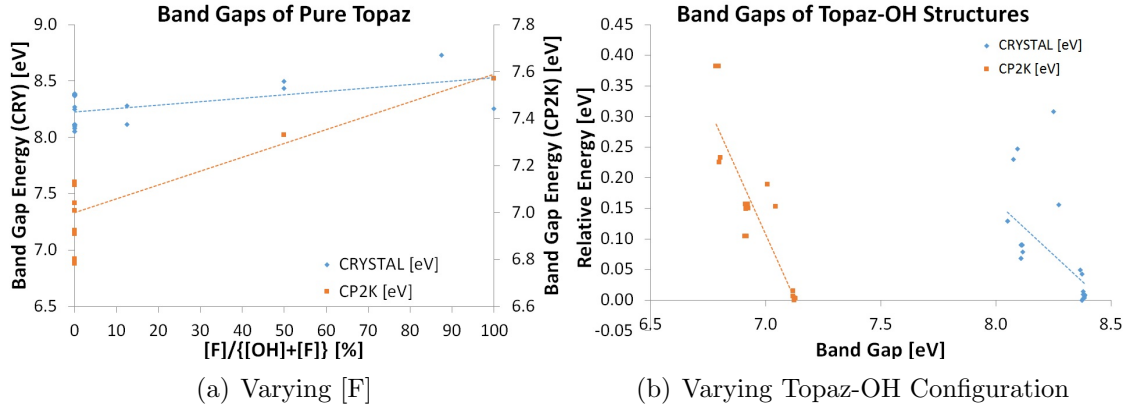 Band Gaps of Pure Topaz
Band Gap Energy (CRY) [eV]
9.0
8.5
8.0
7.5
7.0
6.5
7.8
7.6
7.4
7.2
7.0
6.8
6.6
Band Gap Energy (CP2K) [eV]
CRYSTAL [eV]
CP2K [eV]
0 10 20 30 40 50 60 70 80 90 100
[F]/{[OH]+[F]} [%]
(a) Varying [F]
Band Gaps of Topaz-OH Structures
Relative Energy [eV]
0.45
0.40
0.35
0.30
0.25
0.20
0.15
0.10
0.05
0.00
-0.05
CRYSTAL [eV]
CP2K [eV]
6.5 7.0 7.5 8.0 8.5
Band Gap [eV]
(b) Varying Topaz-OH Configuration